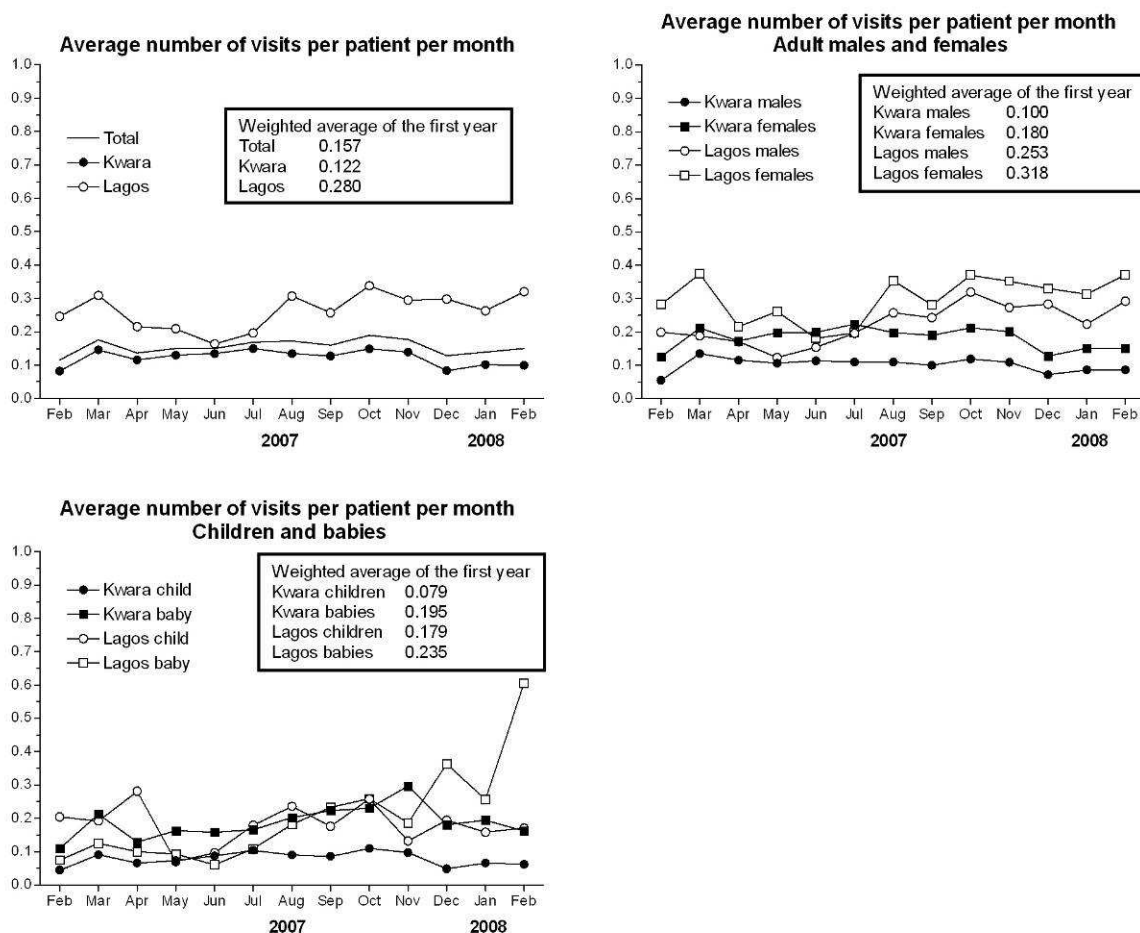 Average number of visits per patient per month
1.0
0.9
0.8
0.7
0.6
0.5
0.4
0.3
0.2
0.1
0.0
Total
Kwara
Lagos
Weighted average of the first year
Total 0.157
Kwara 0.122
Lagos 0.280
Feb Mar Apr May Jun Jul Aug Sep Oct Nov Dec Jan Feb
2007 2008
Average number of visits per patient per month
Adult males and females
1.0
0.9
0.8
0.7
0.6
0.5
0.4
0.3
0.2
0.1
0.0
Kwara males
Kwara females
Lagos males
Lagos females
Weighted average of the first year
Kwara males 0.100
Kwara females 0.180
Lagos males 0.253
Lagos females 0.318
Feb Mar Apr May Jun Jul Aug Sep Oct Nov Dec Jan Feb
2007 2008
Average number of visits per patient per month
Children and babies
1.0
0.9
0.8
0.7
0.6
0.5
0.4
0.3
0.2
0.1
0.0
Kwara child
Kwara baby
Lagos child
Lagos baby
Weighted average of the first year
Kwara children 0.079
Kwara babies 0.195
Lagos children 0.179
Lagos babies 0.235
Feb Mar Apr May Jun Jul Aug Sep Oct Nov Dec Jan Feb
2007 2008